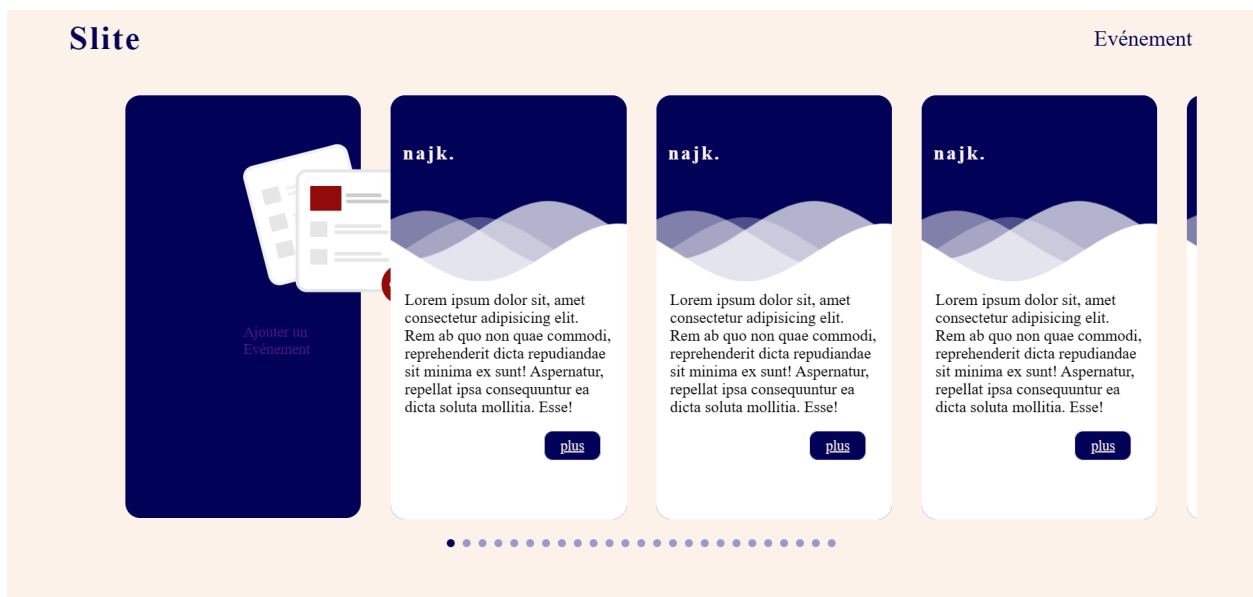 Slite
Evénement
Ajouter un
Evénement
najk.
Lorem ipsum dolor sit, amet
consectetur adipisicing elit.
Rem ab quo non quae commodi,
reprehenderit dicta repudiandae
sit minima ex sunt! Aspernatur,
repellat ipsa consequuntur ea
dicta soluta mollitia. Esse!
plus
najk.
Lorem ipsum dolor sit, amet
consectetur adipisicing elit.
Rem ab quo non quae commodi,
reprehenderit dicta repudiandae
sit minima ex sunt! Aspernatur,
repellat ipsa consequuntur ea
dicta soluta mollitia. Esse!
plus
najk.
Lorem ipsum dolor sit, amet
consectetur adipisicing elit.
Rem ab quo non quae commodi,
reprehenderit dicta repudiandae
sit minima ex sunt! Aspernatur,
repellat ipsa consequuntur ea
dicta soluta mollitia. Esse!
plus